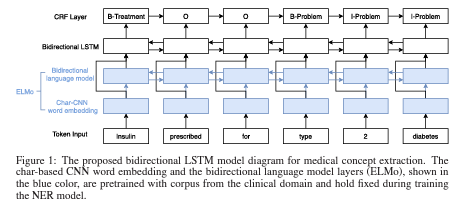 CRF Layer B-Treatment O O B-Problem I-Problem I-Problem
Bidirectional LSTM
Bidirectional
language model
ELMo
Char-CNN
word embedding
Token Input Insulin prescribed for type 2 diabetes
Figure 1: The proposed bidirectional LSTM model diagram for medical concept extraction. The
char-based CNN word embedding and the bidirectional language model layers (ELMo), shown in
the blue color, are pretrained with corpus from the clinical domain and hold fixed during training
the NER model.